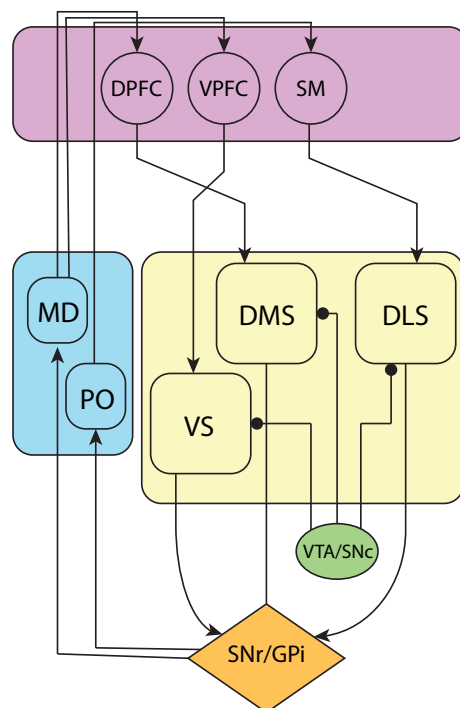 DPFC
VPFC
SM
MD
PO
DMS
DLS
VS
VTA/SNc
SNr/GPi